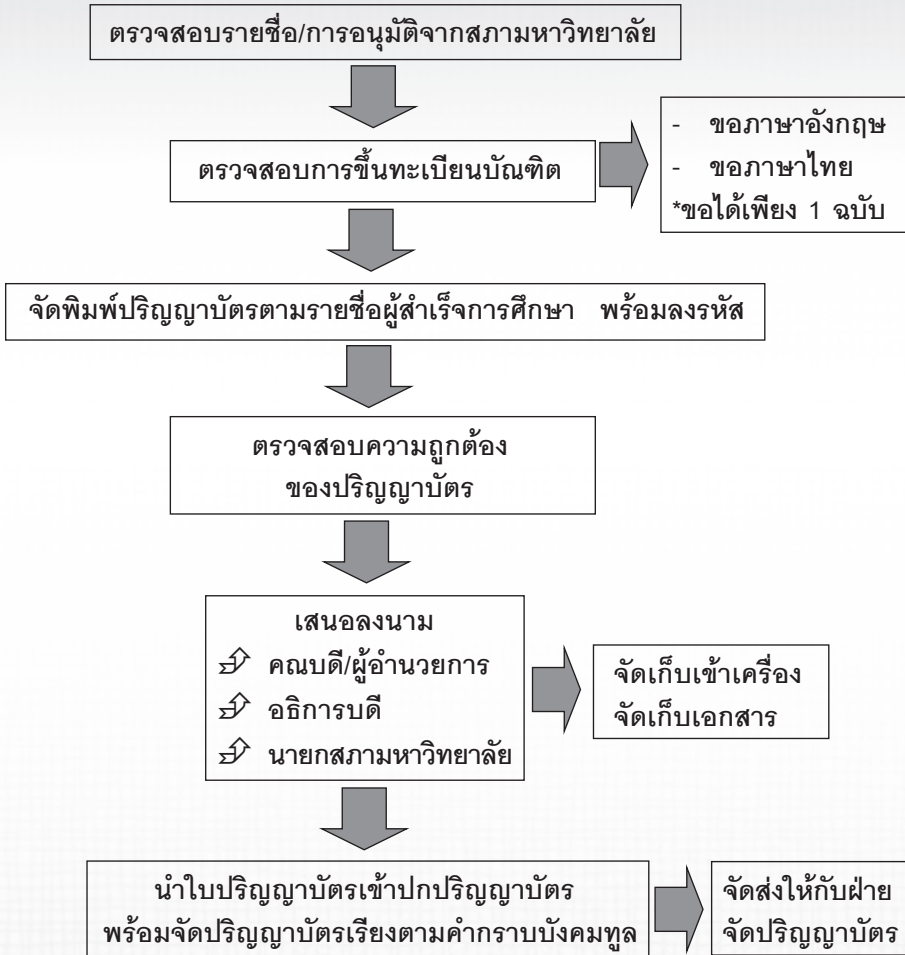 ตรวจสอบรายชื่อ/การอนุมัติจากสภามหาวิทยาลัย
ตรวจสอบการขึ้นทะเบียนบัณฑิต
- ขอภาษาอังกฤษ
- ขอภาษาไทย
*ขอได้เพียง 1 ฉบับ
จัดพิมพ์ปริญญาบัตรตามรายชื่อผู้สำเร็จการศึกษา พร้อมลงรหัส
ตรวจสอบความถูกต้อง
ของปริญญาบัตร
เสนอลงนาม
คณบดี/ผู้อำนวยการ
อธิการบดี
นายกสภามหาวิทยาลัย
จัดเก็บเข้าเครื่อง
จัดเก็บเอกสาร
นำใบปริญญาบัตรเข้าปกปริญญาบัตร
พร้อมจัดปริญญาบัตรเรียงตามคำกราบบังคมทูล
จัดส่งให้กับฝ่าย
จัดปริญญาบัตร